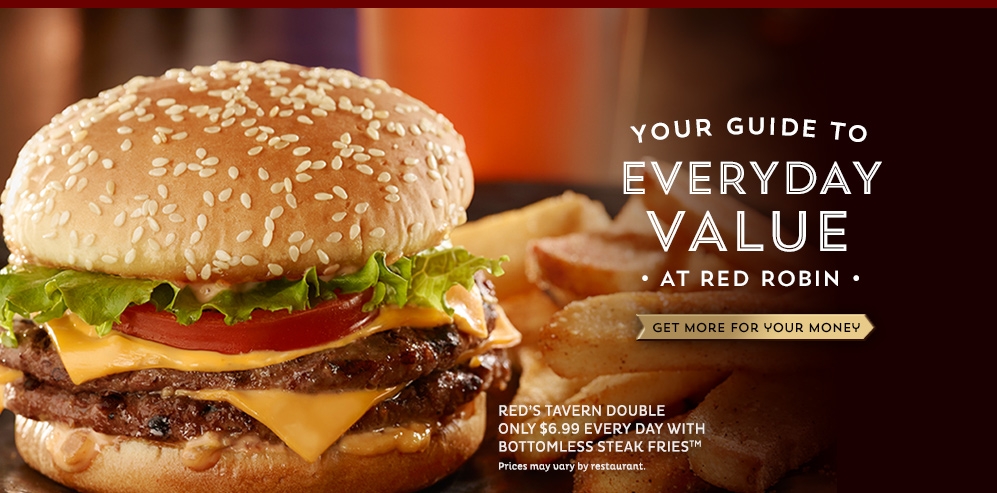 YOUR GUIDE TO
EVERYDAY
VALUE
• AT RED ROBIN •
GET MORE FOR YOUR MONEY
RED'S TAVERN DOUBLE
ONLY $6.99 EVERY DAY WITH
BOTTOMLESS STEAK FRIES™
Prices may vary by restaurant.